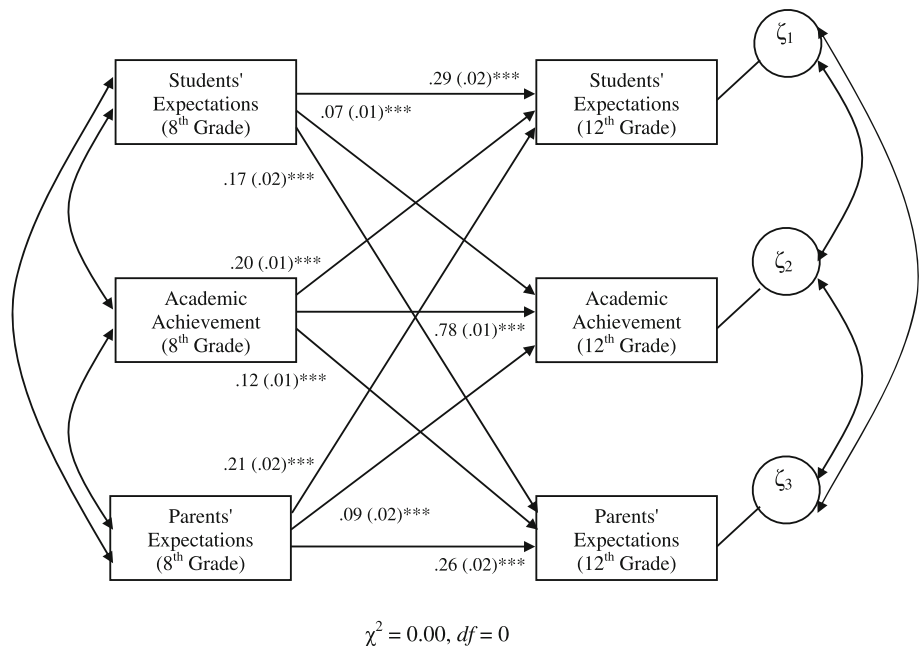 ζ1
Students'
Expectations
(8th Grade)
.29 (.02)***
.07 (.01)***
Students'
Expectations
(12th Grade)
.17 (.02)***
.20 (.01)***
ζ2
Academic
Achievement
(8th Grade)
.78 (.01)***
Academic
Achievement
(12th Grade)
.12 (.01)***
.21 (.02)***
ζ3
Parents'
Expectations
(8th Grade)
.09 (.02)***
.26 (.02)***
Parents'
Expectations
(12th Grade)
χ² = 0.00, df = 0